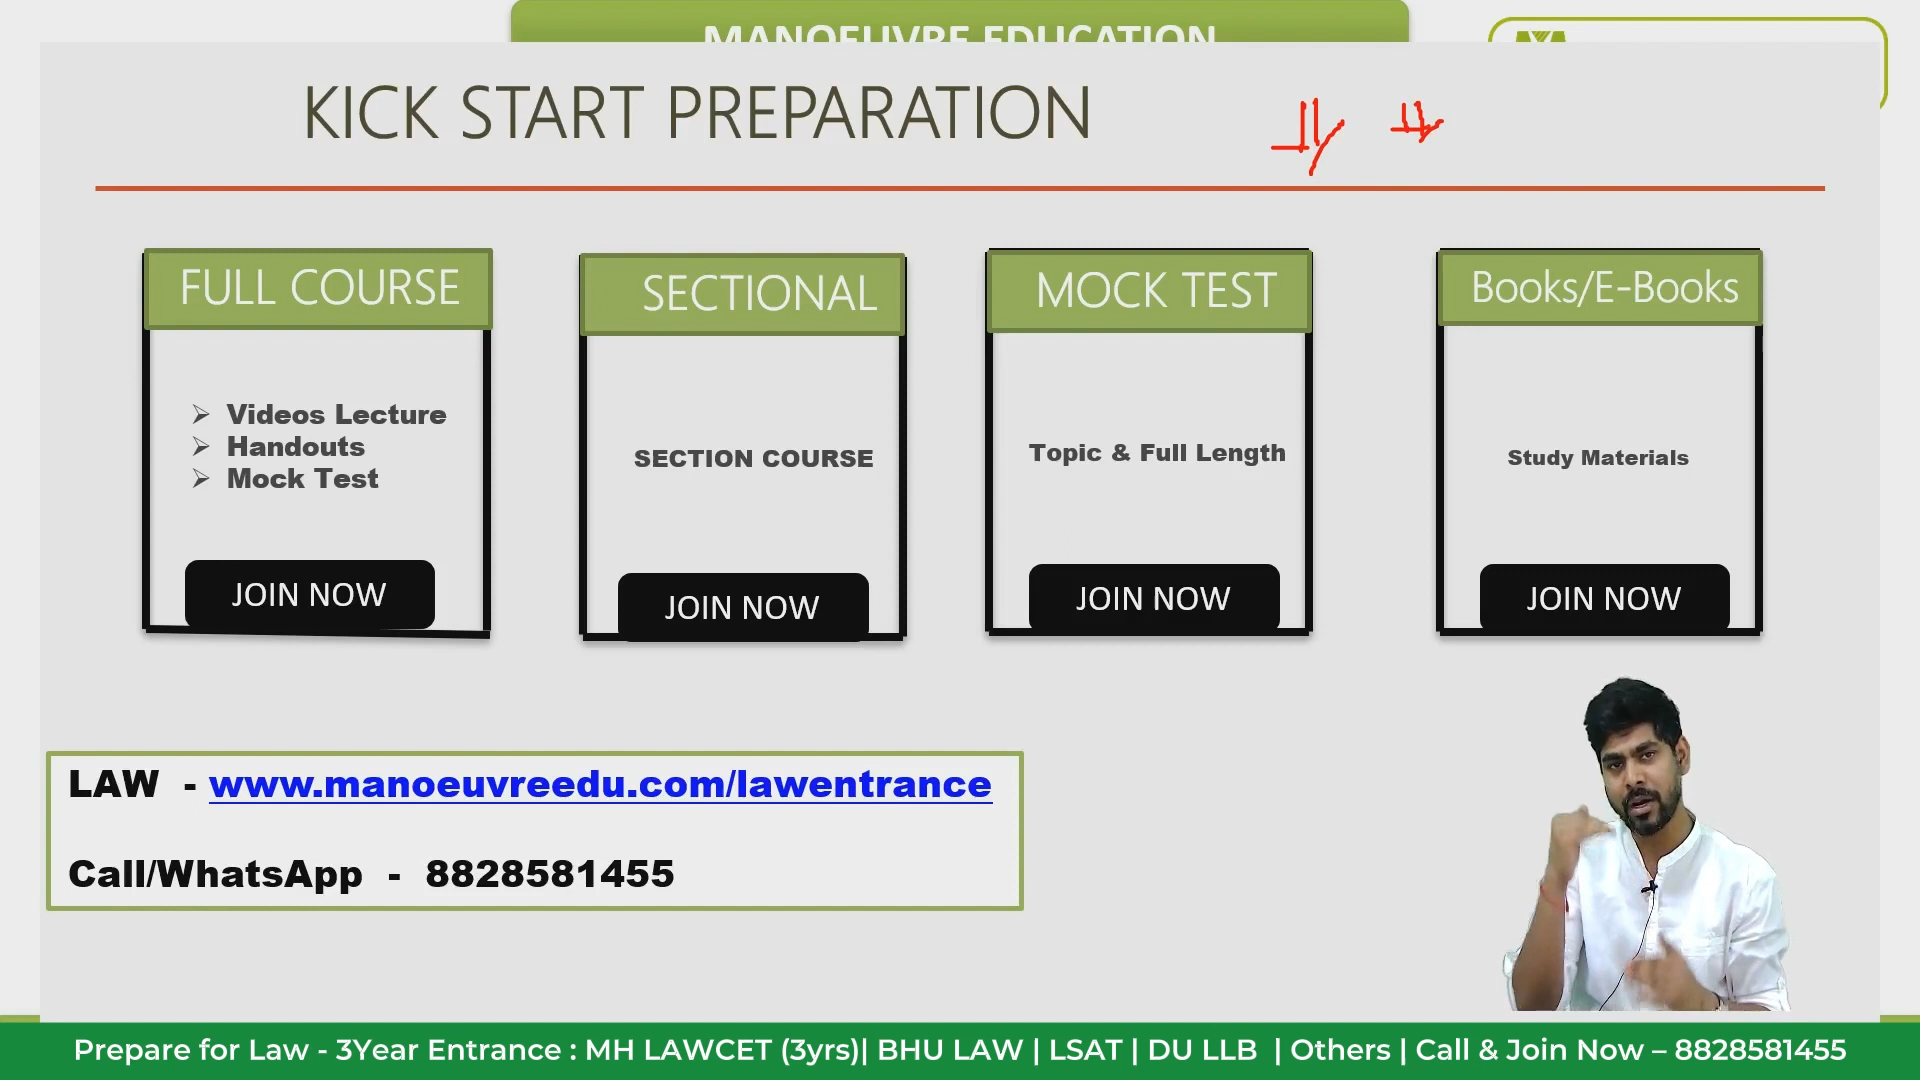 MANOEUVRE EDUCATION
KICK START PREPARATION
FULL COURSE
➢ Videos Lecture
➢ Handouts
➢ Mock Test
JOIN NOW
SECTIONAL
SECTION COURSE
JOIN NOW
MOCK TEST
Topic & Full Length
JOIN NOW
Books/E-Books
Study Materials
JOIN NOW
LAW - www.manoeuvreedu.com/lawentrance
Call/WhatsApp - 8828581455
Prepare for Law - 3Year Entrance : MH LAWCET (3yrs)| BHU LAW | LSAT | DU LLB | Others | Call & Join Now – 8828581455